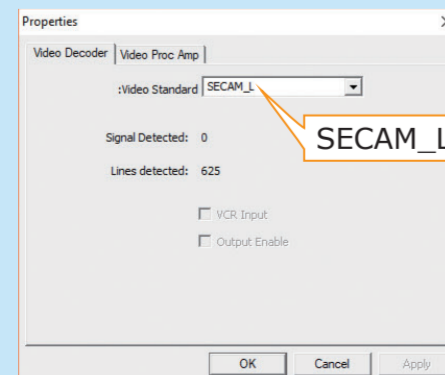 Properties
Video Decoder Video Proc Amp
:Video Standard SECAM_L
SECAM_L
Signal Detected: 0
Lines detected: 625
VCR Input
Output Enable
OK Cancel Apply